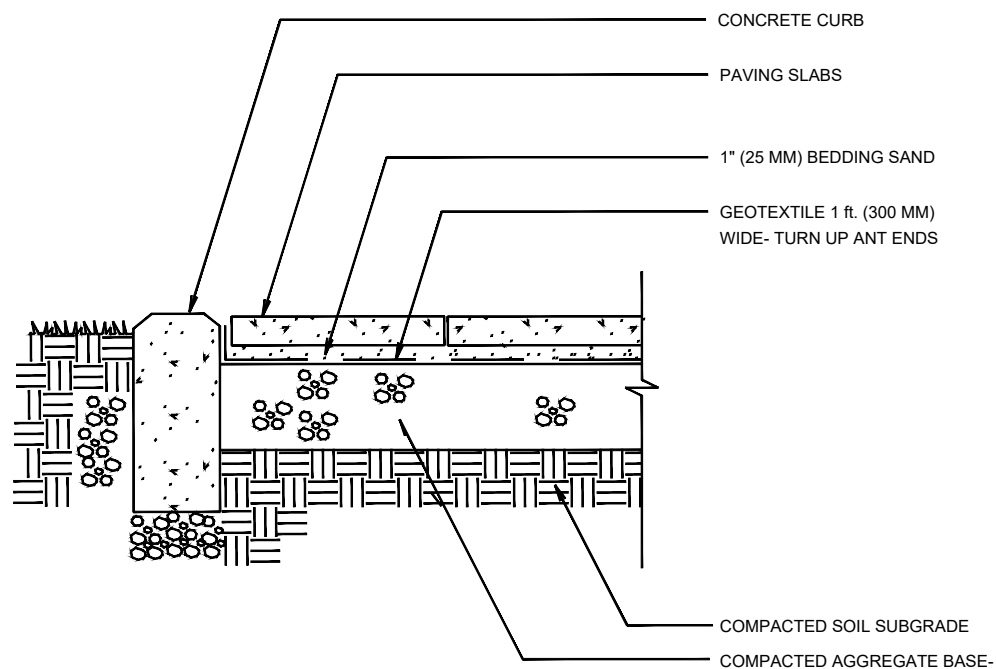 CONCRETE CURB
PAVING SLABS
1" (25 MM) BEDDING SAND
GEOTEXTILE 1 ft. (300 MM)
WIDE- TURN UP ANT ENDS
COMPACTED SOIL SUBGRADE
COMPACTED AGGREGATE BASE-